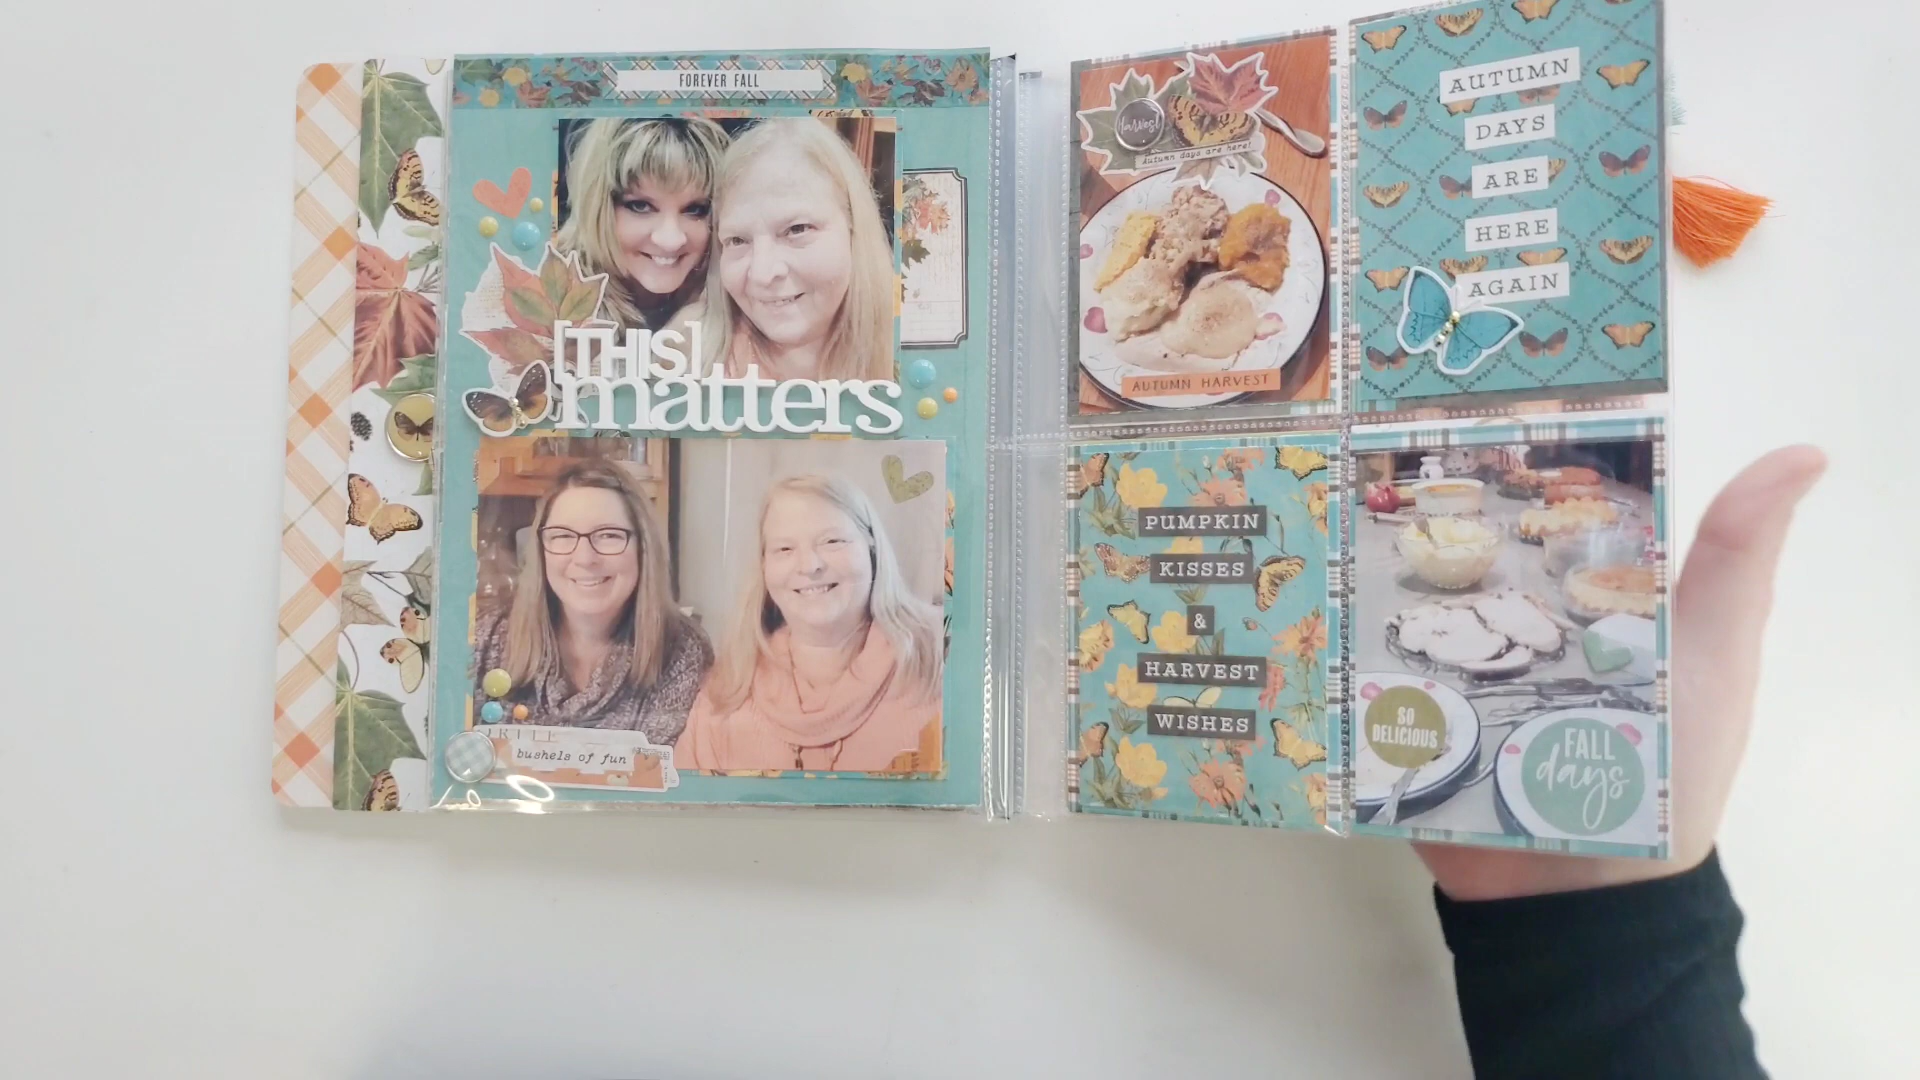 FOREVER FALL
[THIS]
matters
bushels of fun
Harvest
Autumn days are here!
AUTUMN HARVEST
AUTUMN
DAYS
ARE
HERE
AGAIN
PUMPKIN
KISSES
&
HARVEST
WISHES
SO
DELICIOUS
FALL
days